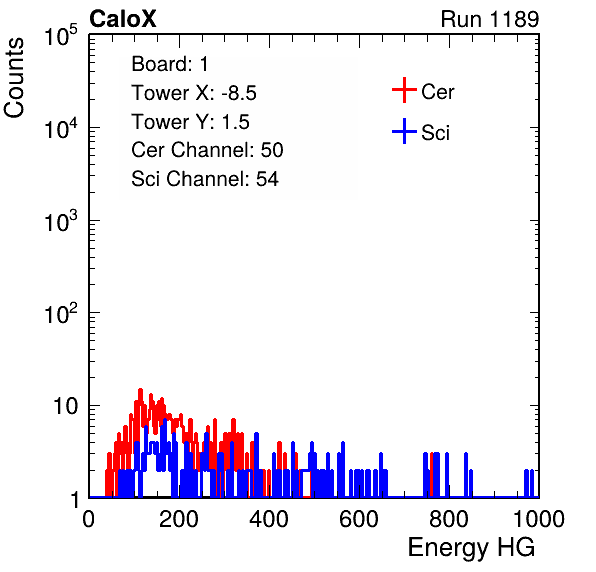 CaloX Run 1189
Counts
10^5
10^4
10^3
10^2
10
1
Board: 1
Tower X: -8.5
Tower Y: 1.5
Cer Channel: 50
Sci Channel: 54
Cer
Sci
0 200 400 600 800 1000
Energy HG